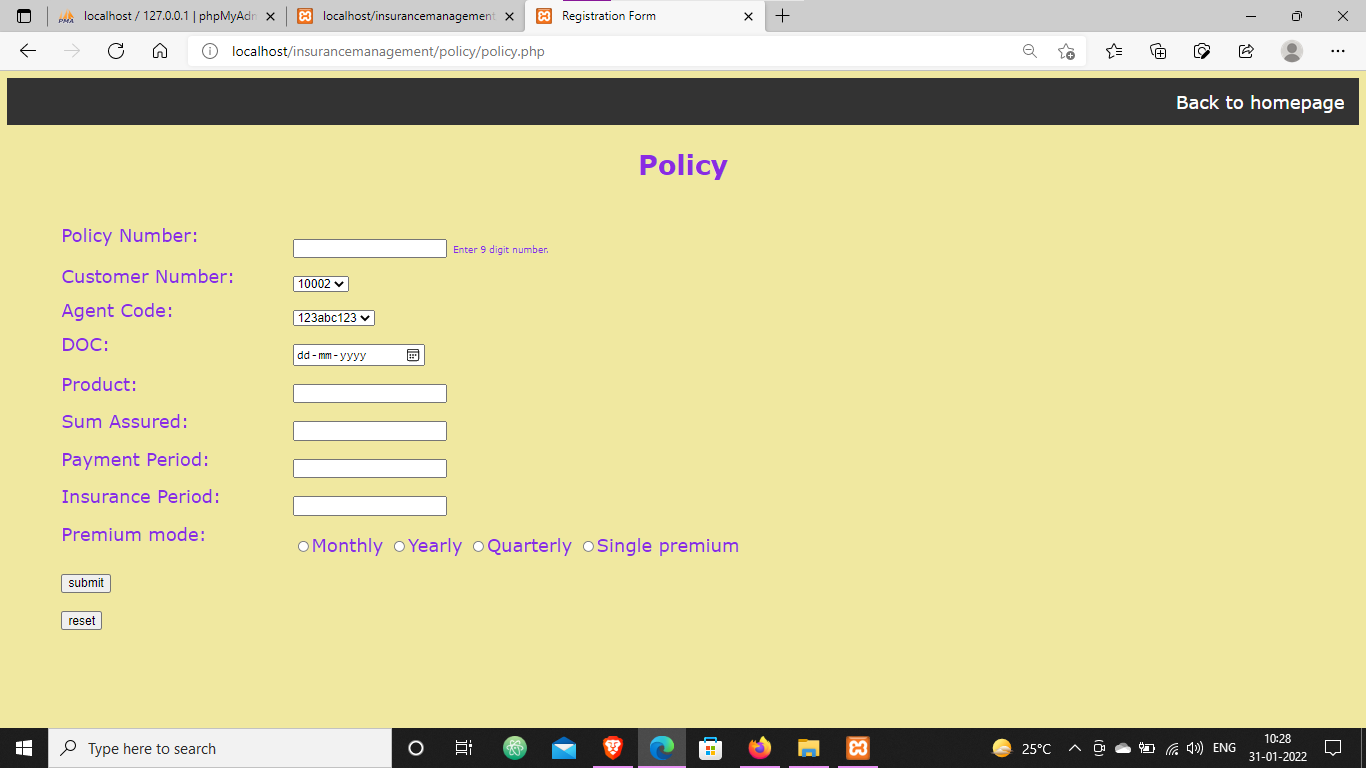 localhost / 127.0.0.1 | phpMyAdm
localhost/insurancemanagement
Registration Form
localhost/insurancemanagement/policy/policy.php
Back to homepage
Policy
Policy Number:
Enter 9 digit number.
Customer Number:
10002
Agent Code:
123abc123
DOC:
dd-mm-yyyy
Product:
Sum Assured:
Payment Period:
Insurance Period:
Premium mode:
Monthly Yearly Quarterly Single premium
submit
reset
Type here to search
25°C
ENG
10:28
31-01-2022